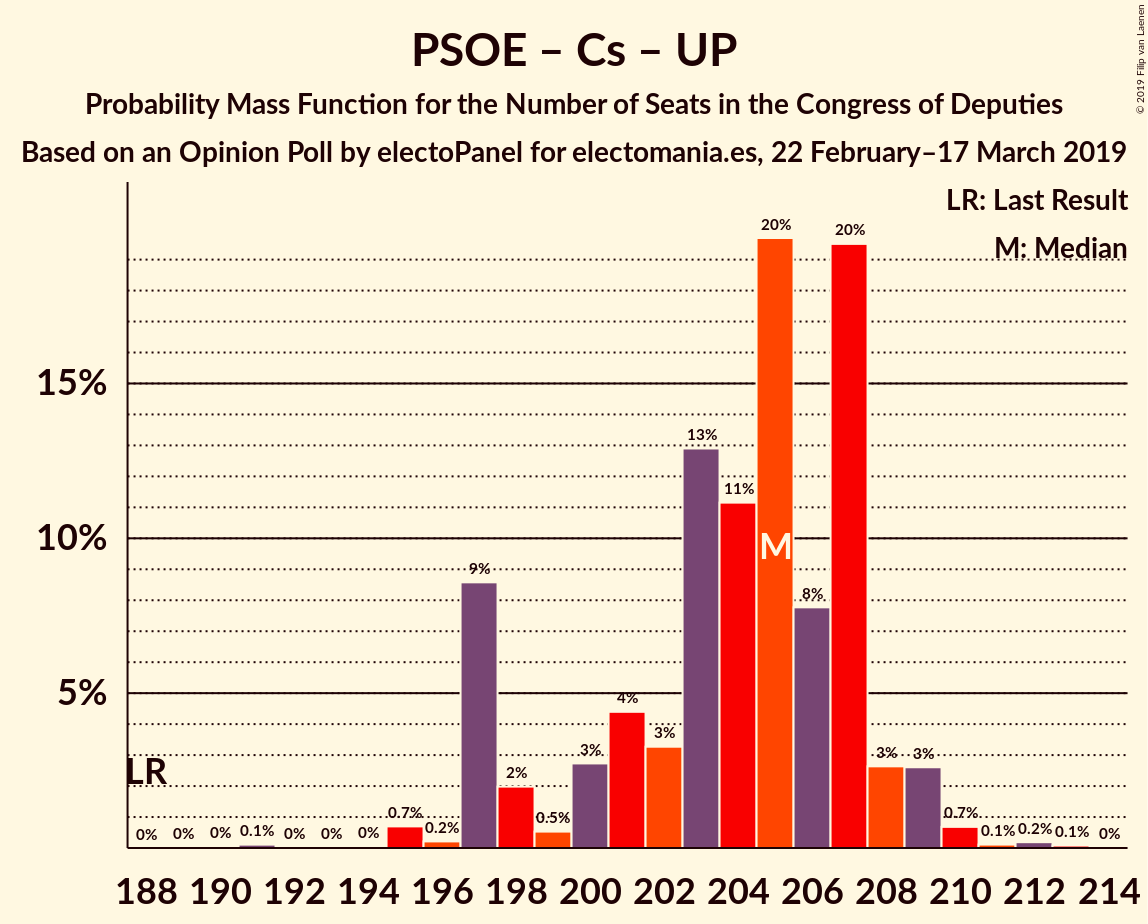 PSOE – Cs – UP
Probability Mass Function for the Number of Seats in the Congress of Deputies
Based on an Opinion Poll by electoPanel for electomania.es, 22 February–17 March 2019
© 2019 Filip van Laenen
LR: Last Result
M: Median
20%
20%
15%
13%
11%
10%
M
9%
8%
5%
4%
3%
3%
3%
3%
2%
LR
0.7%
0.7%
0.5%
0% 0% 0% 0.1% 0% 0% 0% 0.2% 0.1% 0.2% 0.1% 0%
188 190 192 194 196 198 200 202 204 206 208 210 212 214